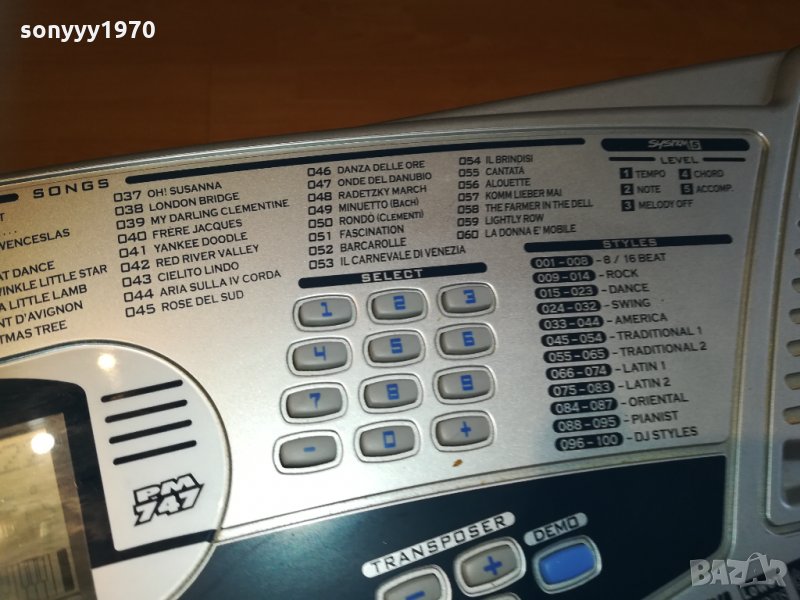 sonyyy1970
SONGS
VENCESLAS
AT DANCE
WINKLE LITTLE STAR
A LITTLE LAMB
NT D'AVIGNON
TMAS TREE
037 OH! SUSANNA
038 LONDON BRIDGE
039 MY DARLING CLEMENTINE
040 FRÈRE JACQUES
041 YANKEE DOODLE
042 RED RIVER VALLEY
043 CIELITO LINDO
044 ARIA SULLA IV CORDA
045 ROSE DEL SUD
046 DANZA DELLE ORE
047 ONDE DEL DANUBIO
048 RADETZKY MARCH
049 MINUETTO (BACH)
050 RONDÒ (CLEMENTI)
051 FASCINATION
052 BARCAROLLE
053 IL CARNEVALE DI VENEZIA
054 IL BRINDISI
055 CANTATA
056 ALOUETTE
057 KOMM LIEBER MAI
058 THE FARMER IN THE DELL
059 LIGHTLY ROW
060 LA DONNA E' MOBILE
SYSTEM 5
LEVEL
1 TEMPO 4 CHORD
2 NOTE 5 ACCOMP.
3 MELODY OFF
STYLES
001 - 008 - 8 / 16 BEAT
009 - 014 - ROCK
015 - 023 - DANCE
024 - 032 - SWING
033 - 044 - AMERICA
045 - 054 - TRADITIONAL 1
055 - 065 - TRADITIONAL 2
066 - 074 - LATIN 1
075 - 083 - LATIN 2
084 - 087 - ORIENTAL
088 - 095 - PIANIST
096 - 100 - DJ STYLES
SELECT
1 2 3
4 5 6
7 8 9
- 0 +
PM
747
TRANSPOSER
- +
DEMO
BAZAR